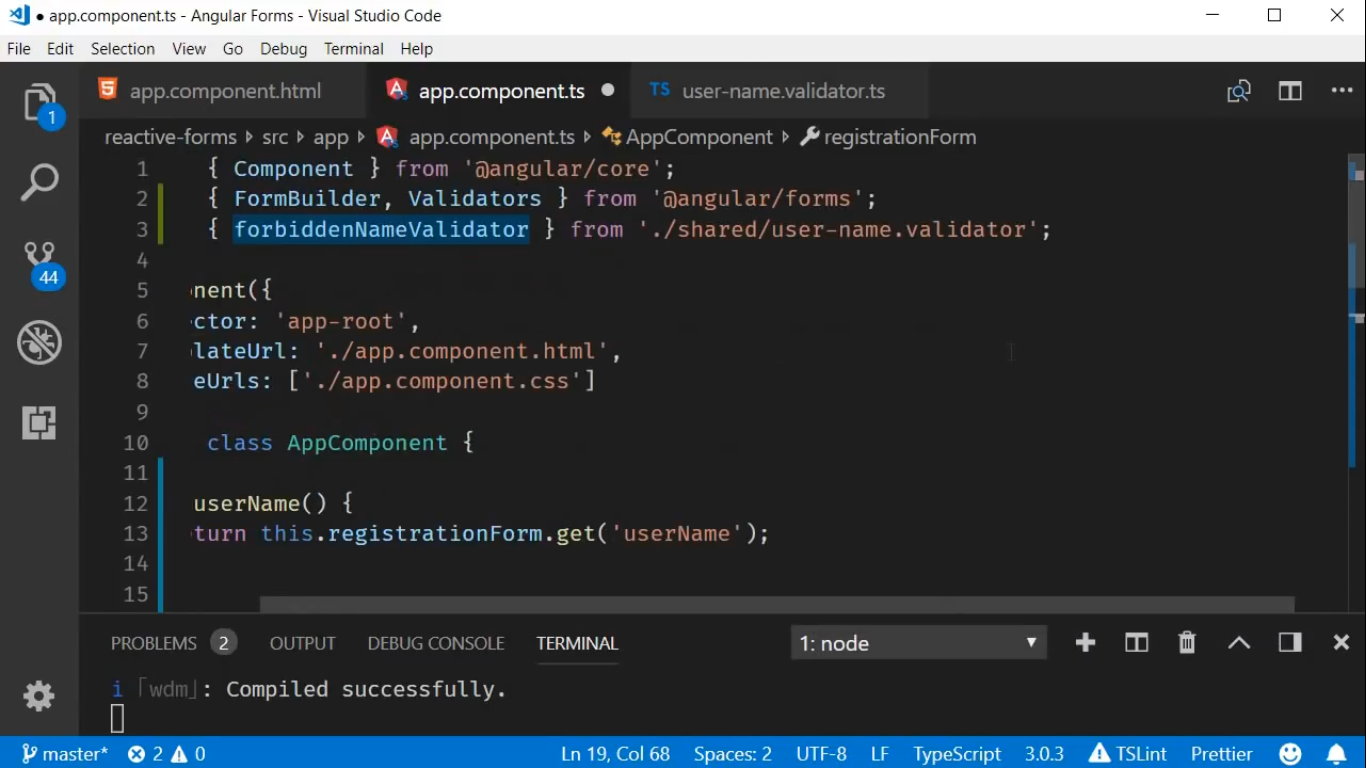 app.component.ts - Angular Forms - Visual Studio Code
File Edit Selection View Go Debug Terminal Help
app.component.html app.component.ts TS user-name.validator.ts
1
reactive-forms src app app.component.ts AppComponent registrationForm
1 { Component } from '@angular/core';
2 { FormBuilder, Validators } from '@angular/forms';
3 { forbiddenNameValidator } from './shared/user-name.validator';
4
44
5 nent({
6 ctor: 'app-root',
7 lateUrl: './app.component.html',
8 eUrls: ['./app.component.css']
9
10 class AppComponent {
11
12 userName() {
13 turn this.registrationForm.get('userName');
14
15
PROBLEMS 2 OUTPUT DEBUG CONSOLE TERMINAL 1: node
i ｢wdm｣: Compiled successfully.
master* 2 0 Ln 19, Col 68 Spaces: 2 UTF-8 LF TypeScript 3.0.3 TSLint Prettier